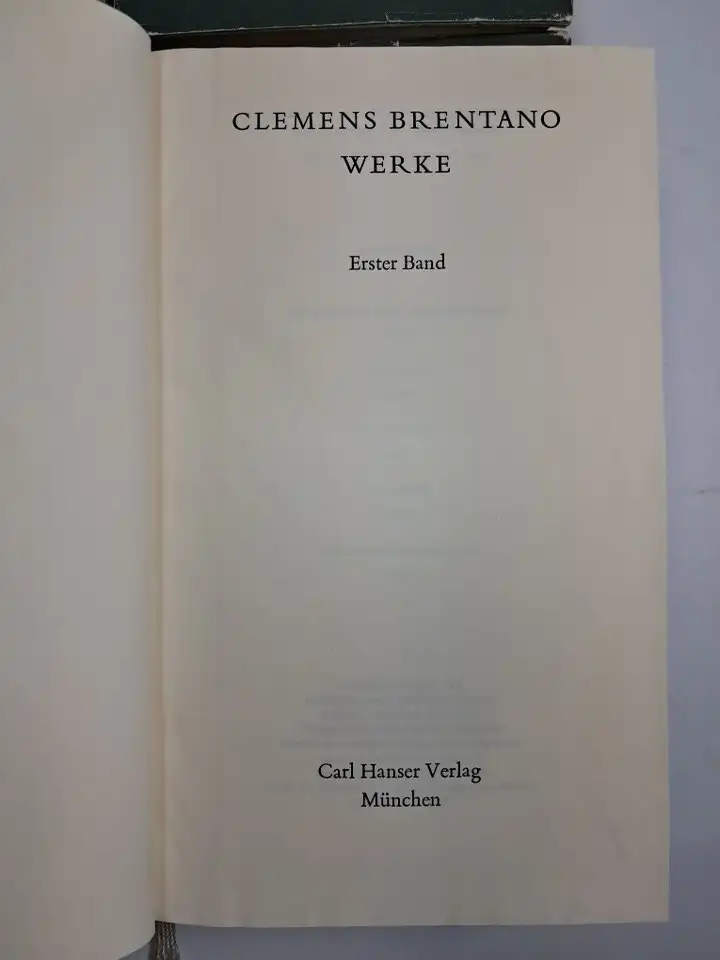 CLEMENS BRENTANO
WERKE
Erster Band
Carl Hanser Verlag
München